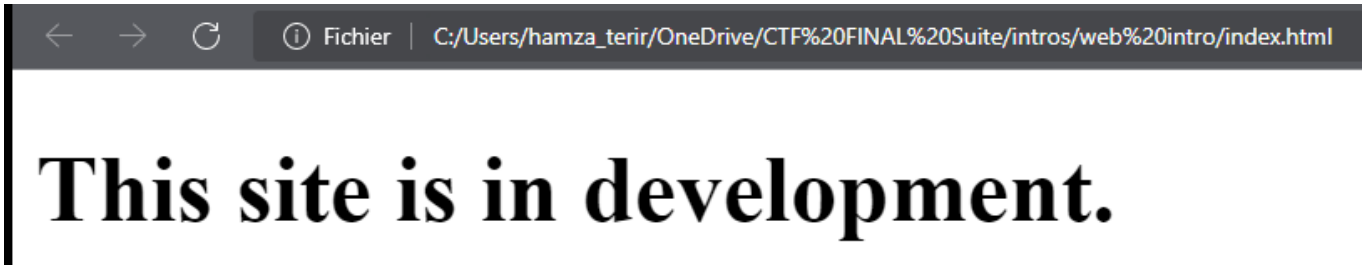 Fichier C:/Users/hamza_terir/OneDrive/CTF%20FINAL%20Suite/intros/web%20intro/index.html
This site is in development.